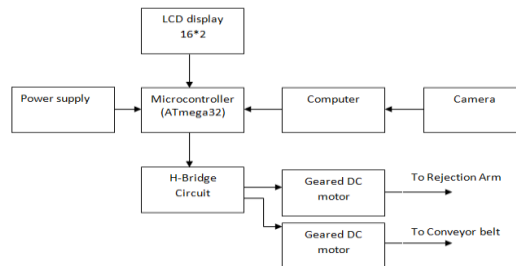 LCD display
16*2
Power supply
Microcontroller
(ATmega32)
Computer
Camera
H-Bridge
Circuit
Geared DC
motor
To Rejection Arm
Geared DC
motor
To Conveyor belt